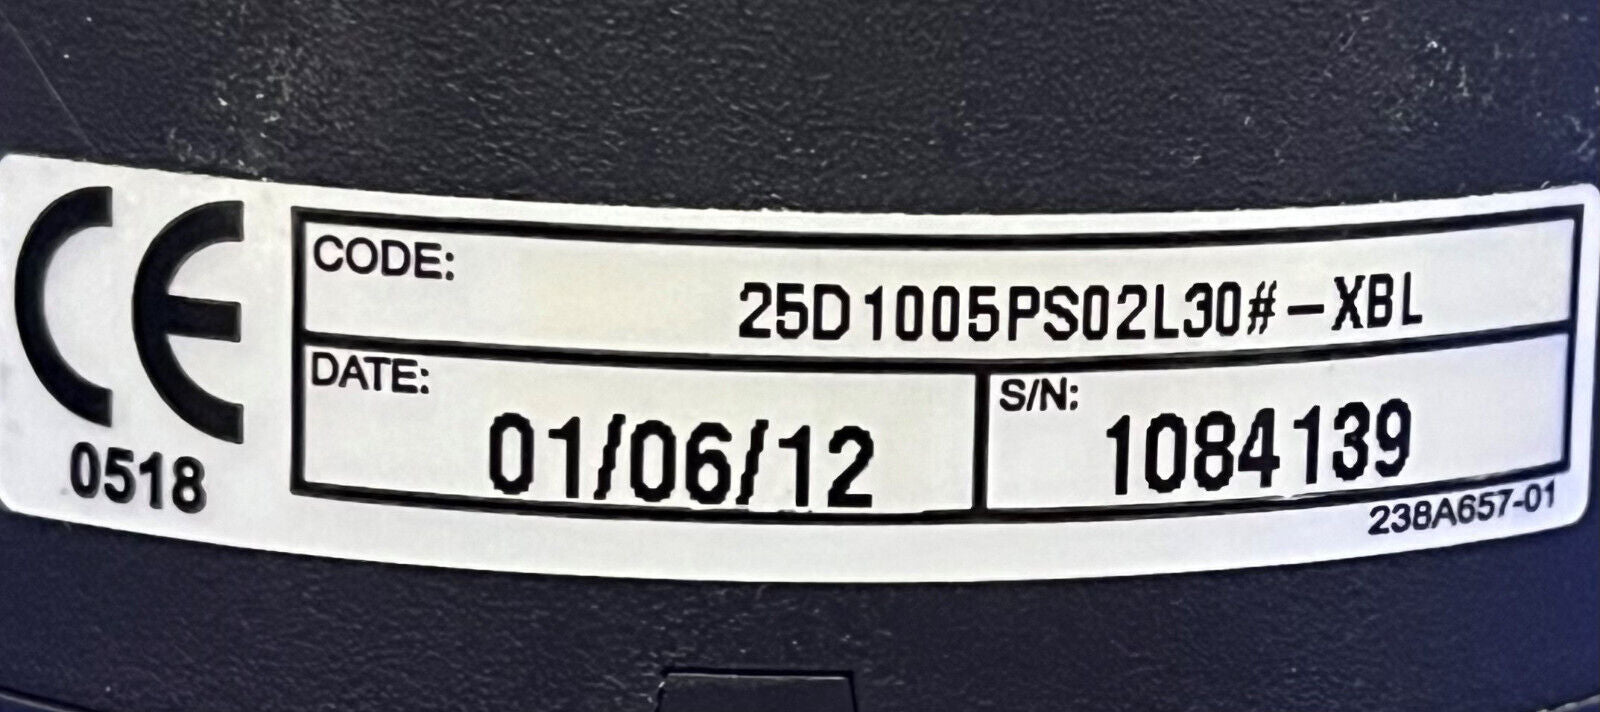 CE
0518
CODE:
25D1005PS02L30#-XBL
DATE:
01/06/12
S/N:
1084139
238A657-01